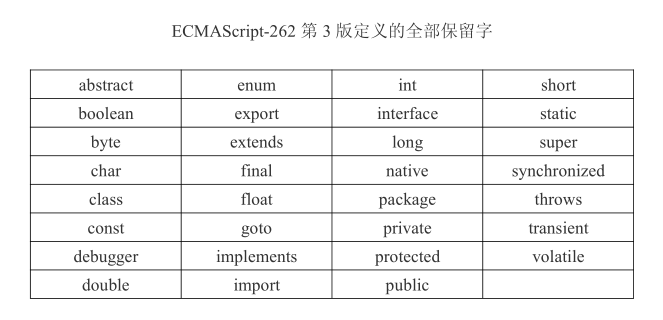 ECMAScript-262 第 3 版定义的全部保留字
abstract enum int short
boolean export interface static
byte extends long super
char final native synchronized
class float package throws
const goto private transient
debugger implements protected volatile
double import public